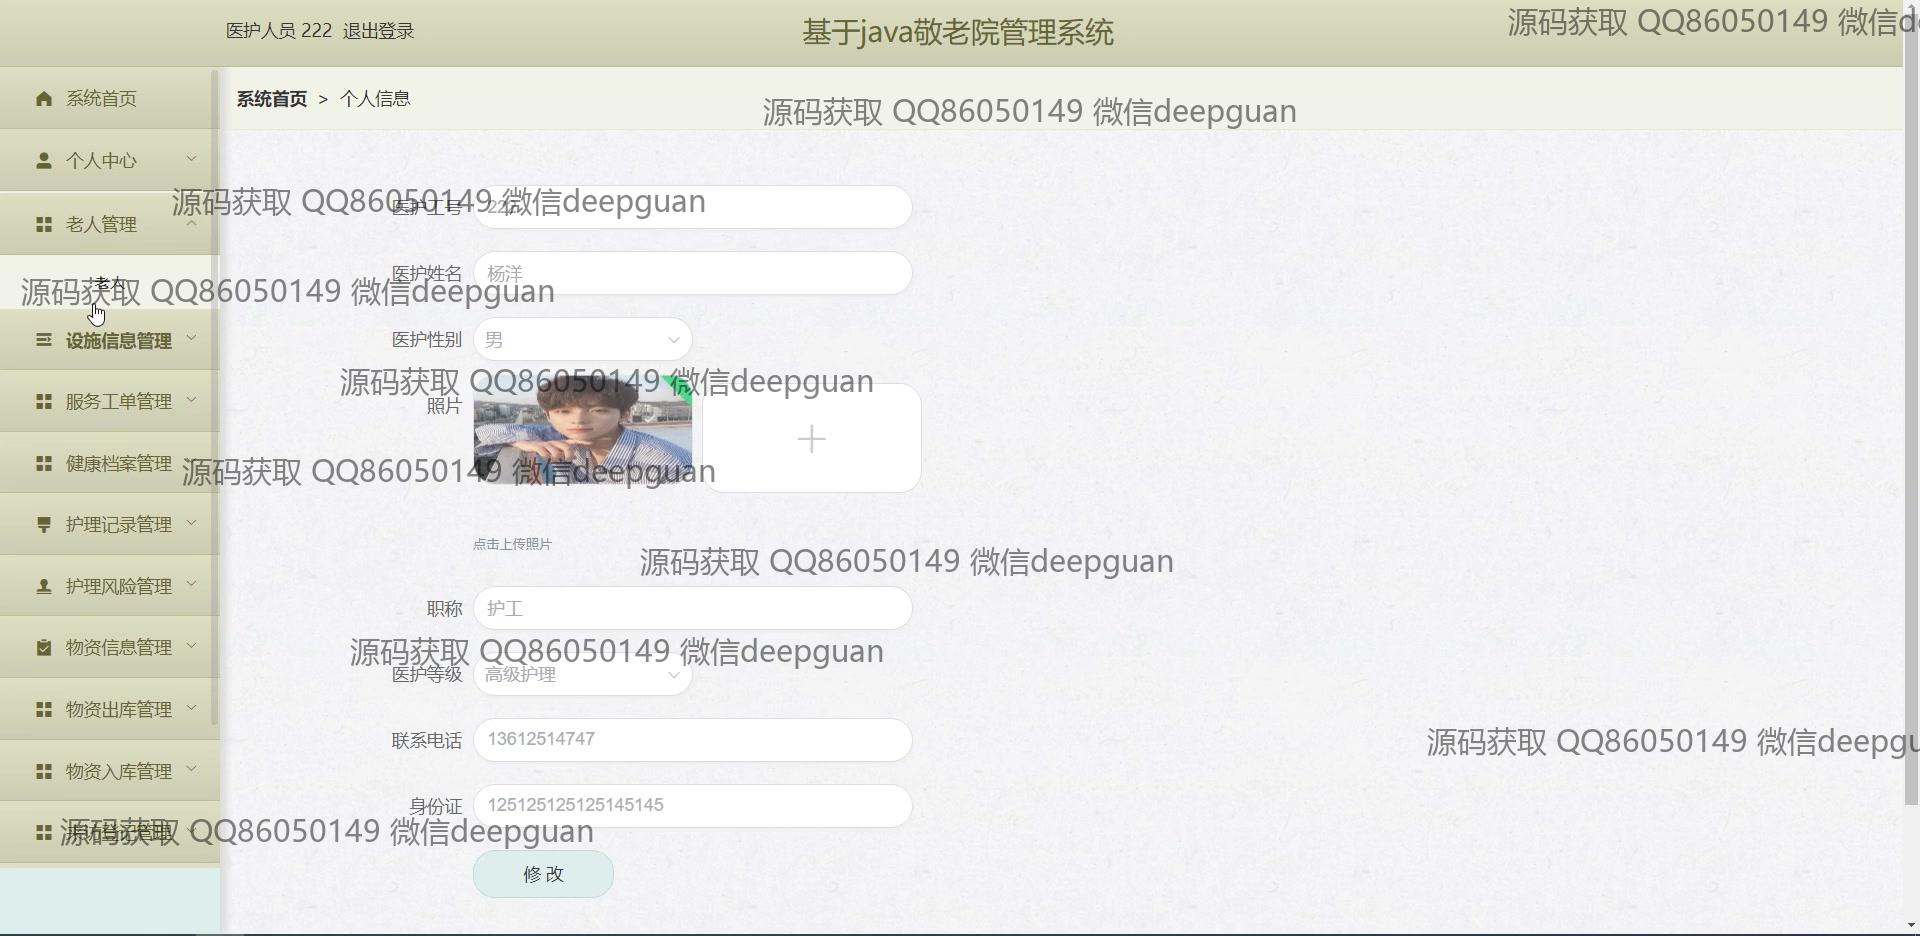 医护人员 222 退出登录
基于java敬老院管理系统
源码获取 QQ86050149 微信d
系统首页
系统首页 > 个人信息
源码获取 QQ86050149 微信deepguan
个人中心
源码获取 QQ86050149 微信deepguan
医护工号 222
老人管理
医护姓名 杨洋
老人
源码获取 QQ86050149 微信deepguan
设施信息管理
医护性别 男
源码获取 QQ86050149 微信deepguan
服务工单管理
照片
健康档案管理
源码获取 QQ86050149 微信deepguan
护理记录管理
点击上传照片
源码获取 QQ86050149 微信deepguan
护理风险管理
职称 护工
物资信息管理
源码获取 QQ86050149 微信deepguan
医护等级 高级护理
物资出库管理
联系电话 13612514747
源码获取 QQ86050149 微信deepgu
物资入库管理
身份证 125125125125145145
源码获取 QQ86050149 微信deepguan
修改